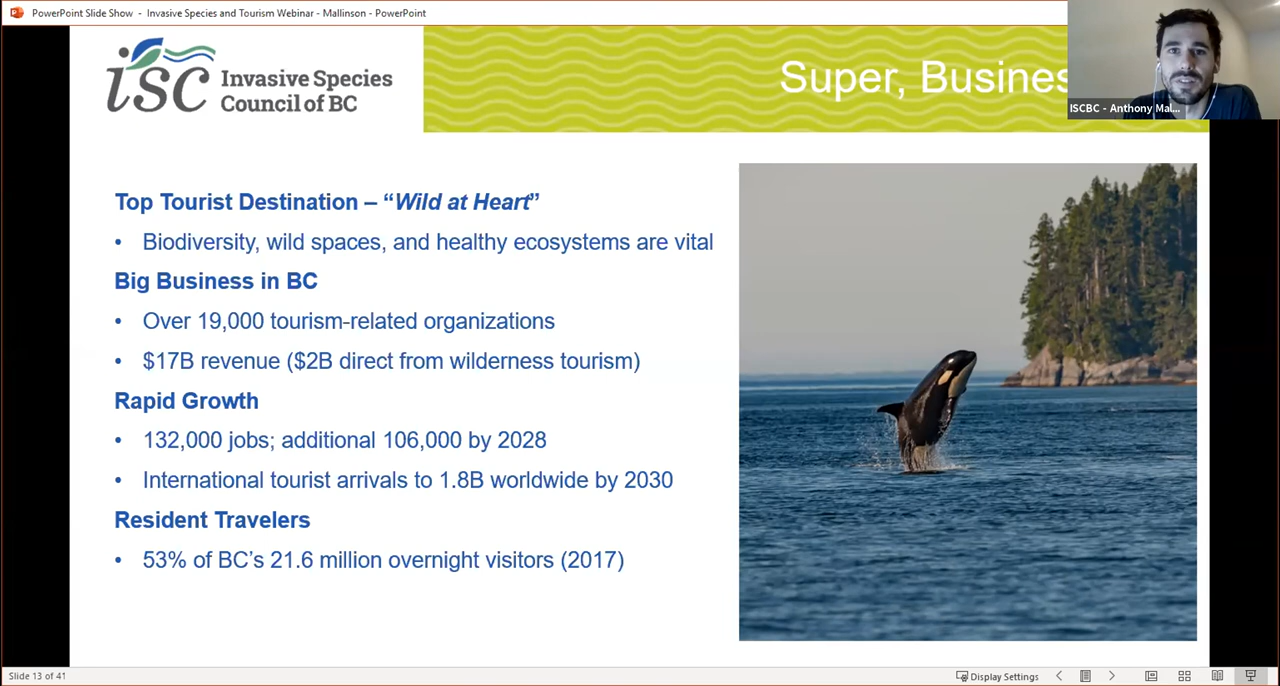 PowerPoint Slide Show - Invasive Species and Tourism Webinar - Mallinson - PowerPoint
isc Invasive Species
Council of BC
Super, Busines
ISCBC - Anthony Mal...
Top Tourist Destination – “Wild at Heart”
• Biodiversity, wild spaces, and healthy ecosystems are vital
Big Business in BC
• Over 19,000 tourism-related organizations
• $17B revenue ($2B direct from wilderness tourism)
Rapid Growth
• 132,000 jobs; additional 106,000 by 2028
• International tourist arrivals to 1.8B worldwide by 2030
Resident Travelers
• 53% of BC’s 21.6 million overnight visitors (2017)
Slide 13 of 41
Display Settings